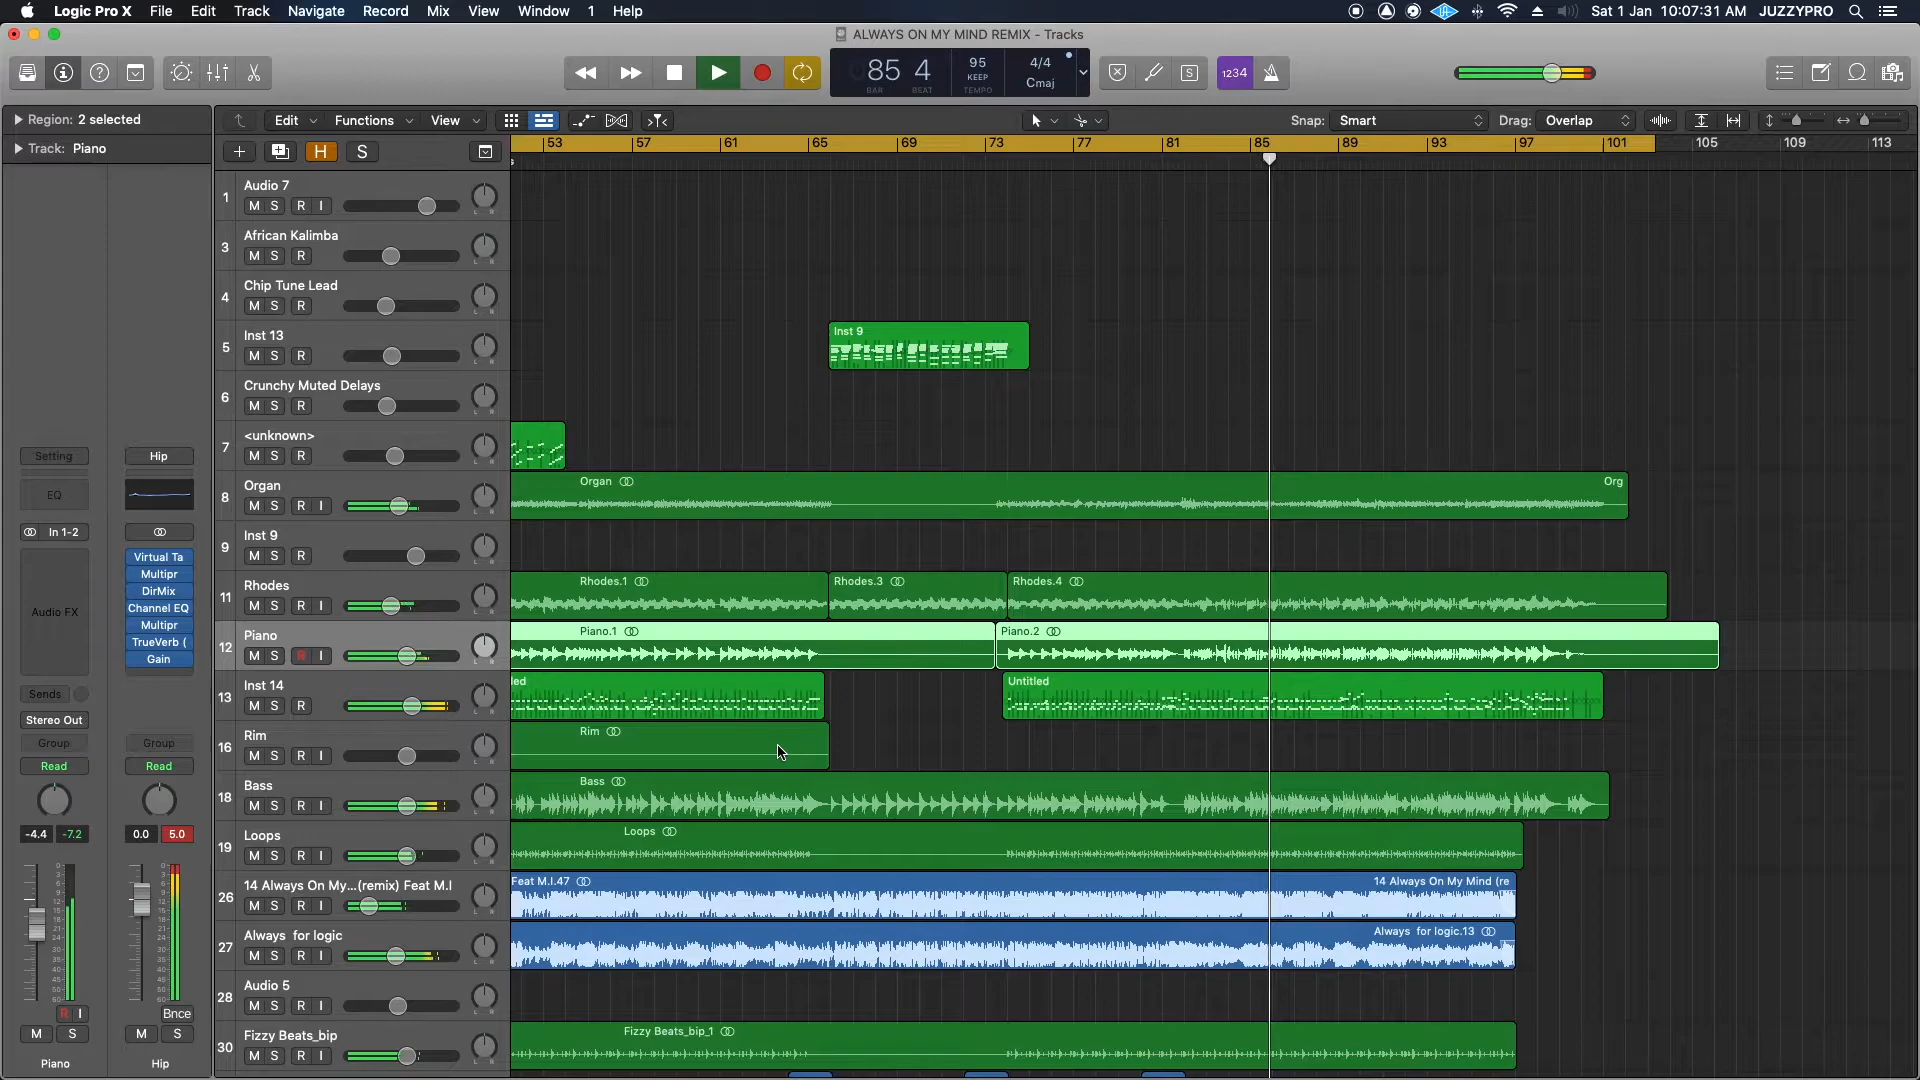 Logic Pro X File Edit Track Navigate Record Mix View Window 1 Help
Sat 1 Jan 10:07:31 AM JUZZYPRO
ALWAYS ON MY MIND REMIX - Tracks
85 4 95 4/4
KEEP Cmaj
BAR BEAT TEMPO
S 1234
Region: 2 selected
Track: Piano
Edit Functions View
Snap: Smart Drag: Overlap
H S
53 57 61 65 69 73 77 81 85 89 93 97 101 105 109 113
1 Audio 7
M S R I
3 African Kalimba
M S R
4 Chip Tune Lead
M S R
5 Inst 13
M S R
Inst 9
6 Crunchy Muted Delays
M S R
7 <unknown>
M S R
8 Organ
M S R I
Organ Org
9 Inst 9
M S R
11 Rhodes
M S R I
Rhodes.1 Rhodes.3 Rhodes.4
12 Piano
M S R I
Piano.1 Piano.2
13 Inst 14
M S R
led Untitled
16 Rim
M S R I
Rim
18 Bass
M S R I
Bass
19 Loops
M S R I
Loops
26 14 Always On My...(remix) Feat M.I
M S R I
Feat M.I.47 14 Always On My Mind (re
27 Always for logic
M S R I
Always for logic.13
28 Audio 5
M S R I
30 Fizzy Beats_bip
M S R I
Fizzy Beats_bip_1
Setting Hip
EQ
In 1-2
Audio FX
Virtual Ta
Multipr
DirMix
Channel EQ
Multipr
TrueVerb (
Gain
Sends
Stereo Out
Group Group
Read Read
-4.4 -7.2 0.0 5.0
R I Bnce
M S M S
Piano Hip